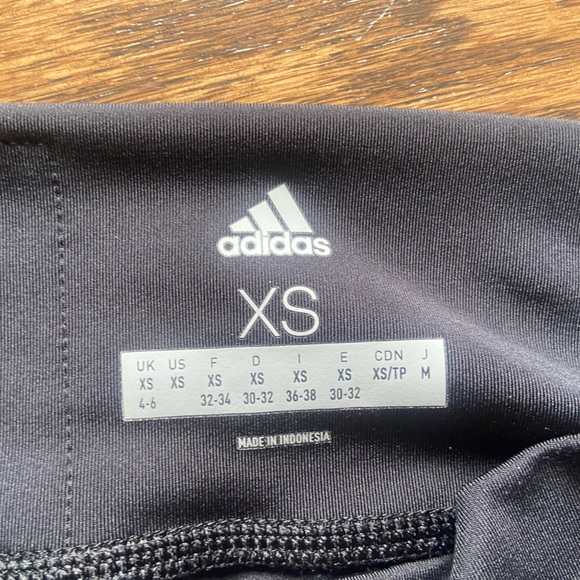 adidas
XS
UK US F D I E CDN J
XS XS XS XS XS XS XS/TP M
4-6 32-34 30-32 36-38 30-32
MADE IN INDONESIA